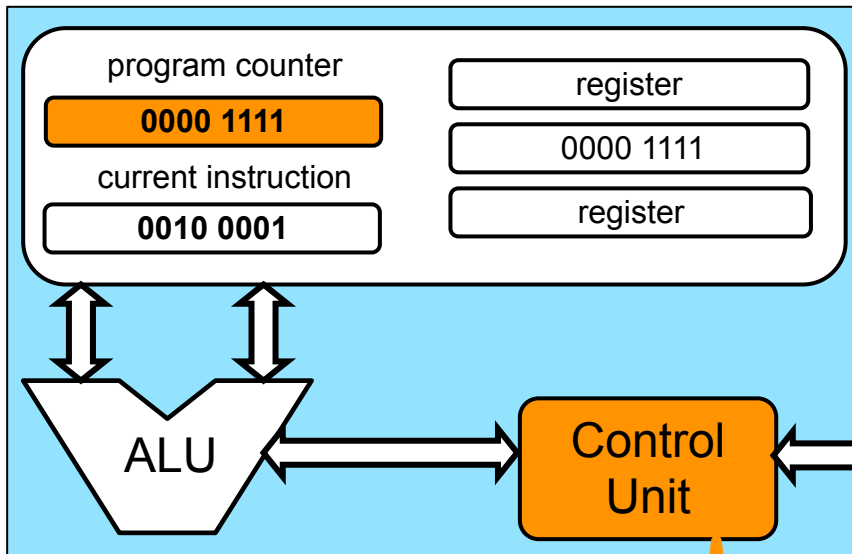 program counter
0000 1111
current instruction
0010 0001
register
0000 1111
register
ALU
Control
Unit